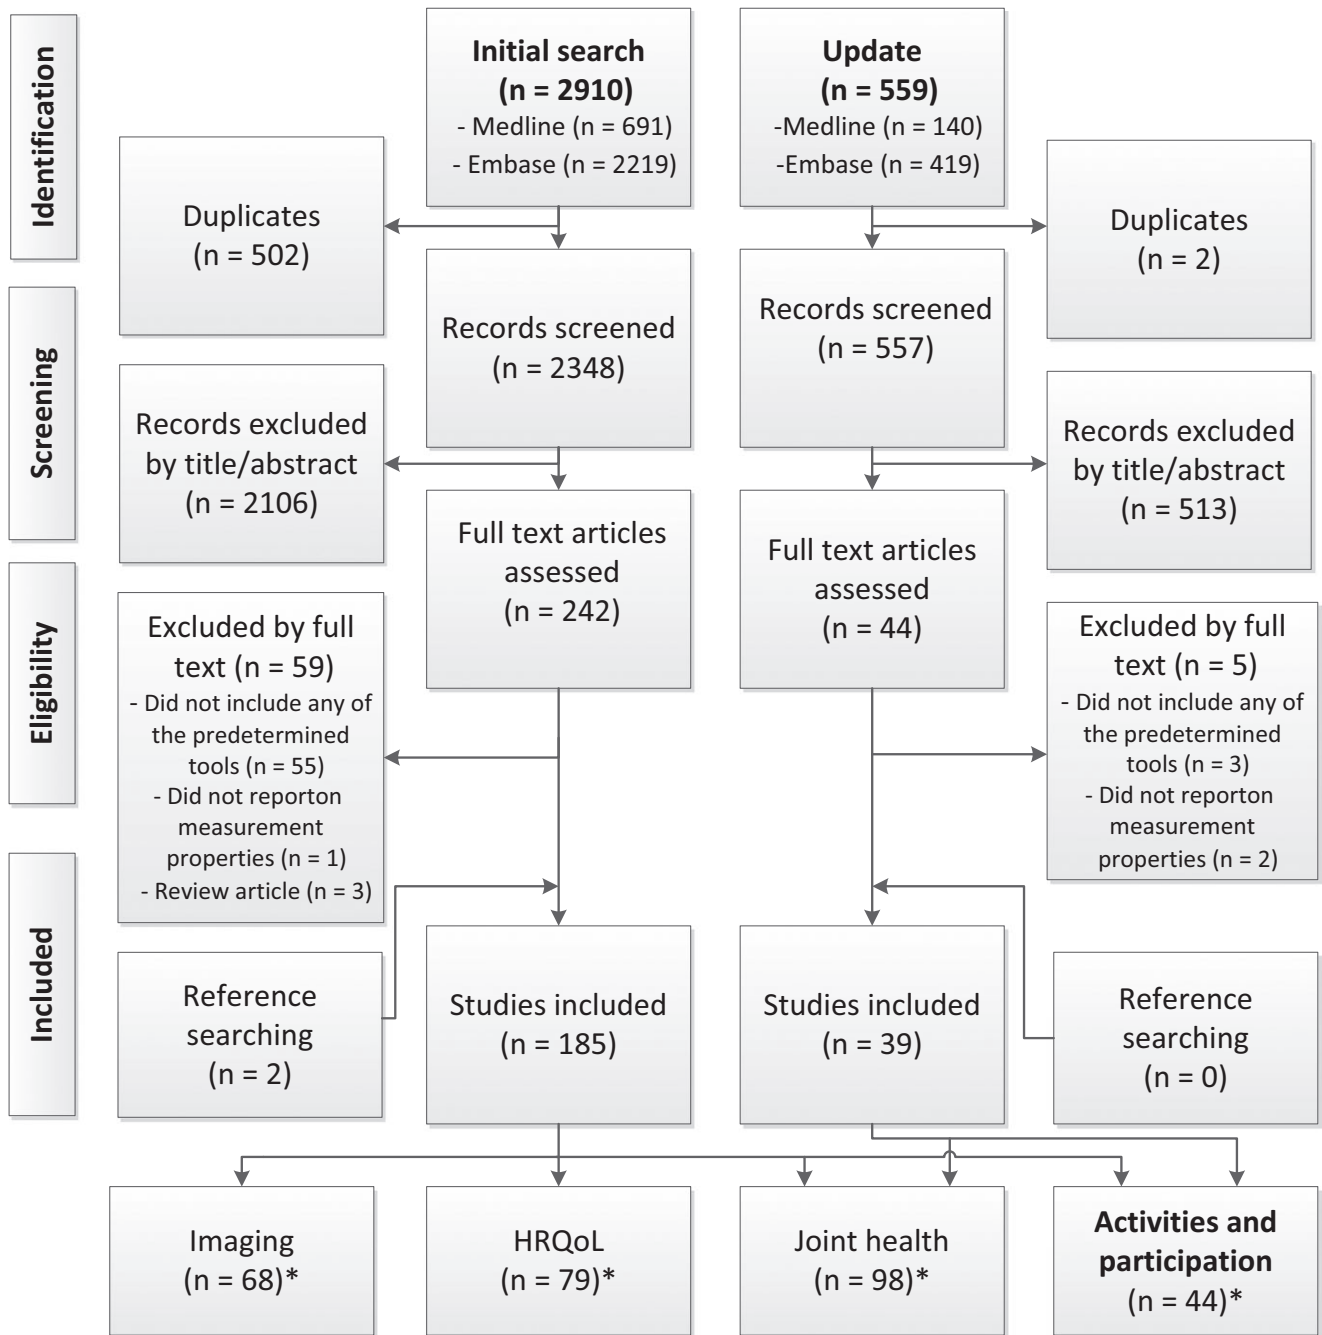 Identification
Screening
Eligibility
Included
Initial search
(n = 2910)
- Medline (n = 691)
- Embase (n = 2219)
Update
(n = 559)
-Medline (n = 140)
-Embase (n = 419)
Duplicates
(n = 502)
Duplicates
(n = 2)
Records screened
(n = 2348)
Records screened
(n = 557)
Records excluded
by title/abstract
(n = 2106)
Records excluded
by title/abstract
(n = 513)
Full text articles
assessed
(n = 242)
Full text articles
assessed
(n = 44)
Excluded by full
text (n = 59)
- Did not include any of
the predetermined
tools (n = 55)
- Did not reporton
measurement
properties (n = 1)
- Review article (n = 3)
Excluded by full
text (n = 5)
- Did not include any of
the predetermined
tools (n = 3)
- Did not reporton
measurement
properties (n = 2)
Reference
searching
(n = 2)
Studies included
(n = 185)
Studies included
(n = 39)
Reference
searching
(n = 0)
Imaging
(n = 68)*
HRQoL
(n = 79)*
Joint health
(n = 98)*
Activities and
participation
(n = 44)*